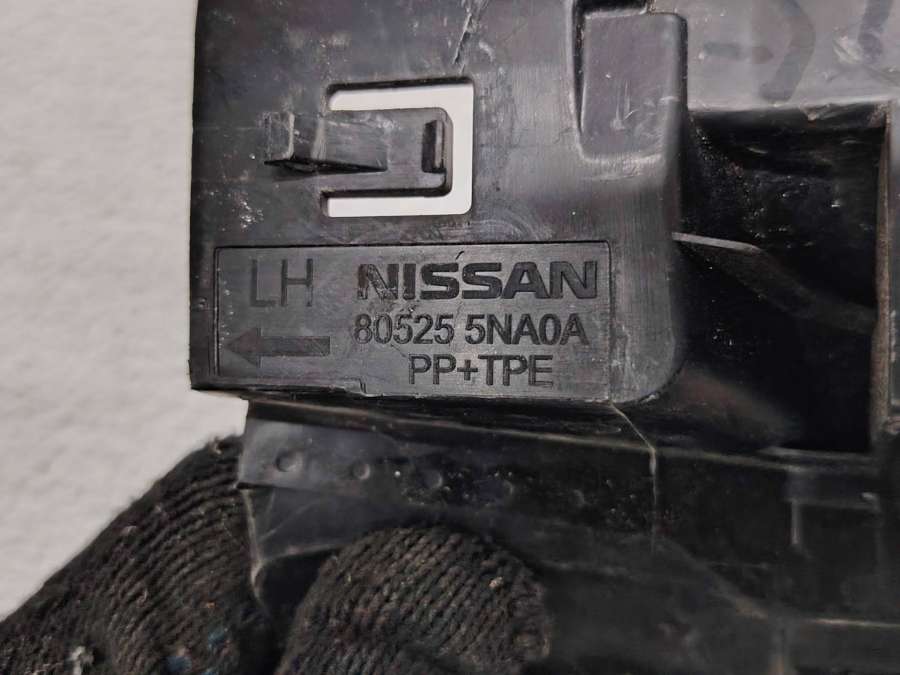 LH NISSAN
80525 5NA0A
PP+TPE